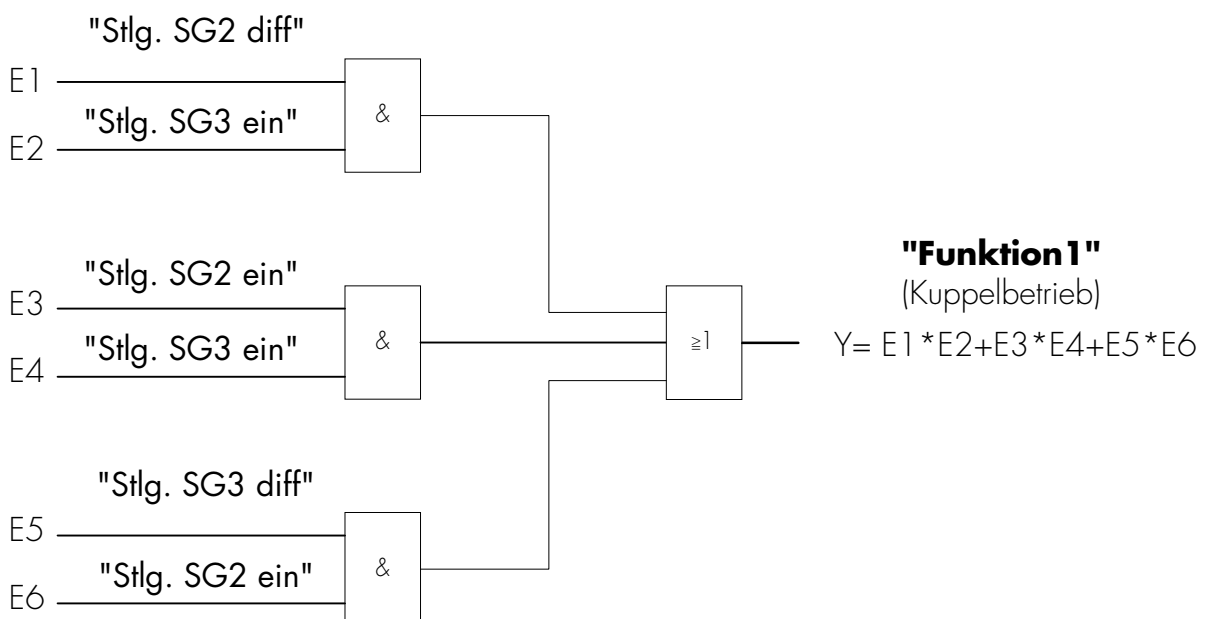 "Stlg. SG2 diff"
E1
"Stlg. SG3 ein"
&
E2
"Stlg. SG2 ein"
E3
"Stlg. SG3 ein"
&
E4
≧1
"Funktion1"
(Kuppelbetrieb)
Y= E1*E2+E3*E4+E5*E6
"Stlg. SG3 diff"
E5
"Stlg. SG2 ein"
&
E6